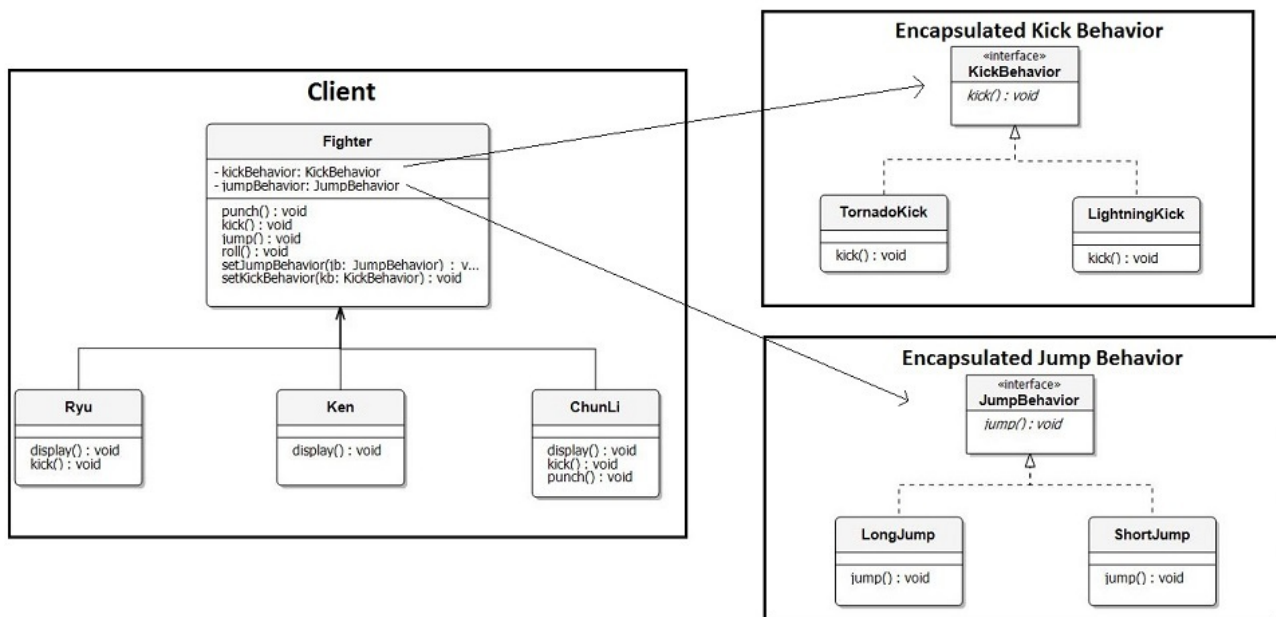 Client
Fighter
- kickBehavior: KickBehavior
- jumpBehavior: JumpBehavior
punch() : void
kick() : void
jump() : void
roll() : void
setJumpBehavior(jb: JumpBehavior) : v...
setKickBehavior(kb: KickBehavior) : void
Ryu
display() : void
kick() : void
Ken
display() : void
ChunLi
display() : void
kick() : void
punch() : void
Encapsulated Kick Behavior
«interface»
KickBehavior
kick() : void
TornadoKick
kick() : void
LightningKick
kick() : void
Encapsulated Jump Behavior
«interface»
JumpBehavior
jump() : void
LongJump
jump() : void
ShortJump
jump() : void